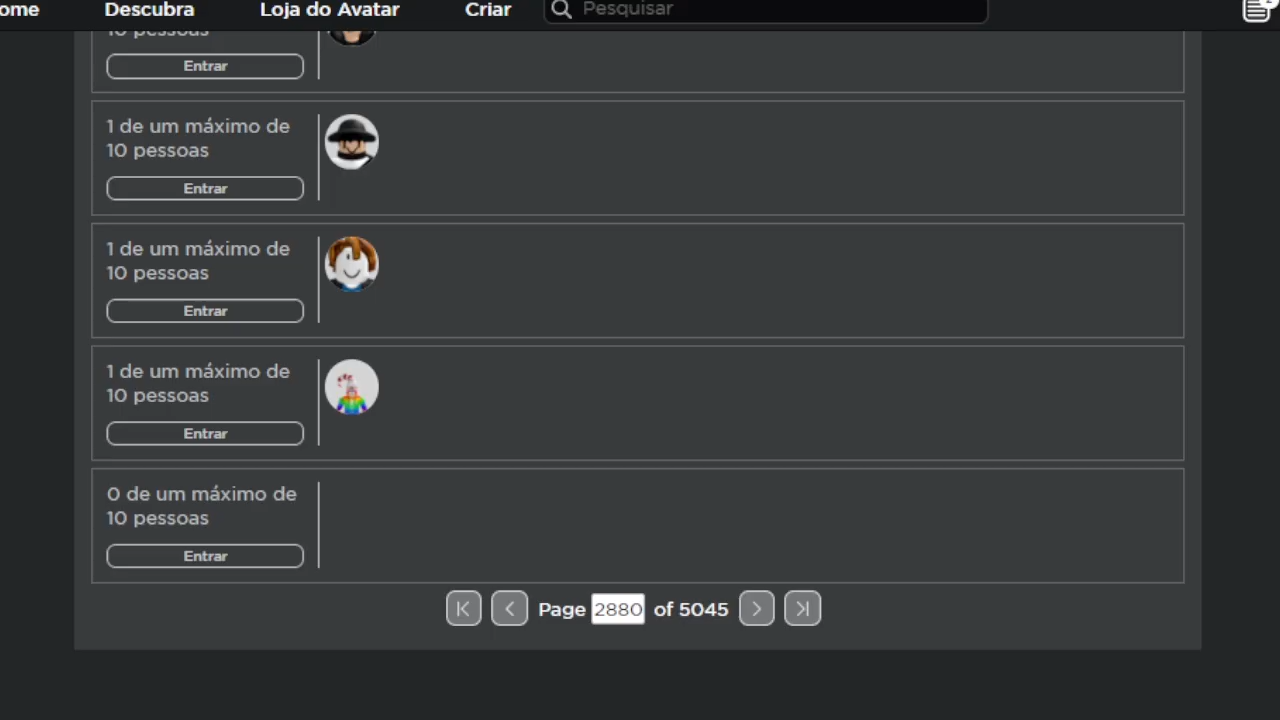 ome Descubra Loja do Avatar Criar Pesquisar
10 pessoas
Entrar
1 de um máximo de
10 pessoas
Entrar
1 de um máximo de
10 pessoas
Entrar
1 de um máximo de
10 pessoas
Entrar
0 de um máximo de
10 pessoas
Entrar
Page 2880 of 5045